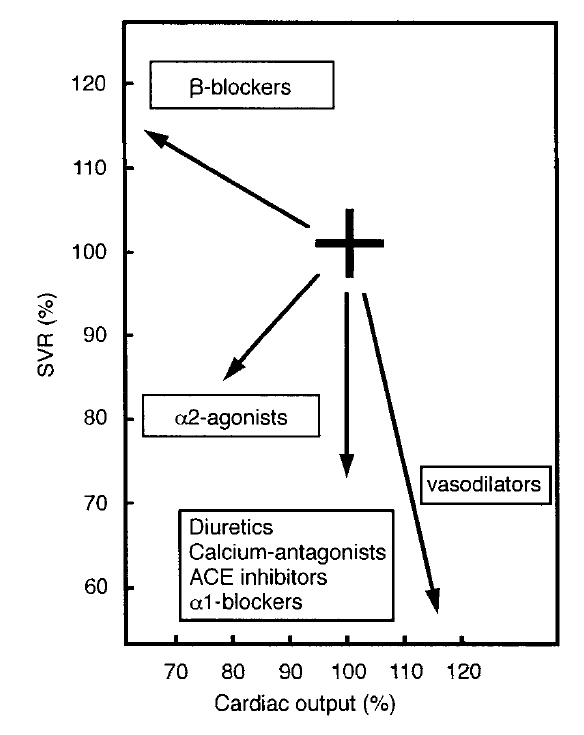 120
β-blockers
110
100
90
80
α2-agonists
70
vasodilators
60
Diuretics
Calcium-antagonists
ACE inhibitors
α1-blockers
SVR (%)
70 80 90 100 110 120
Cardiac output (%)